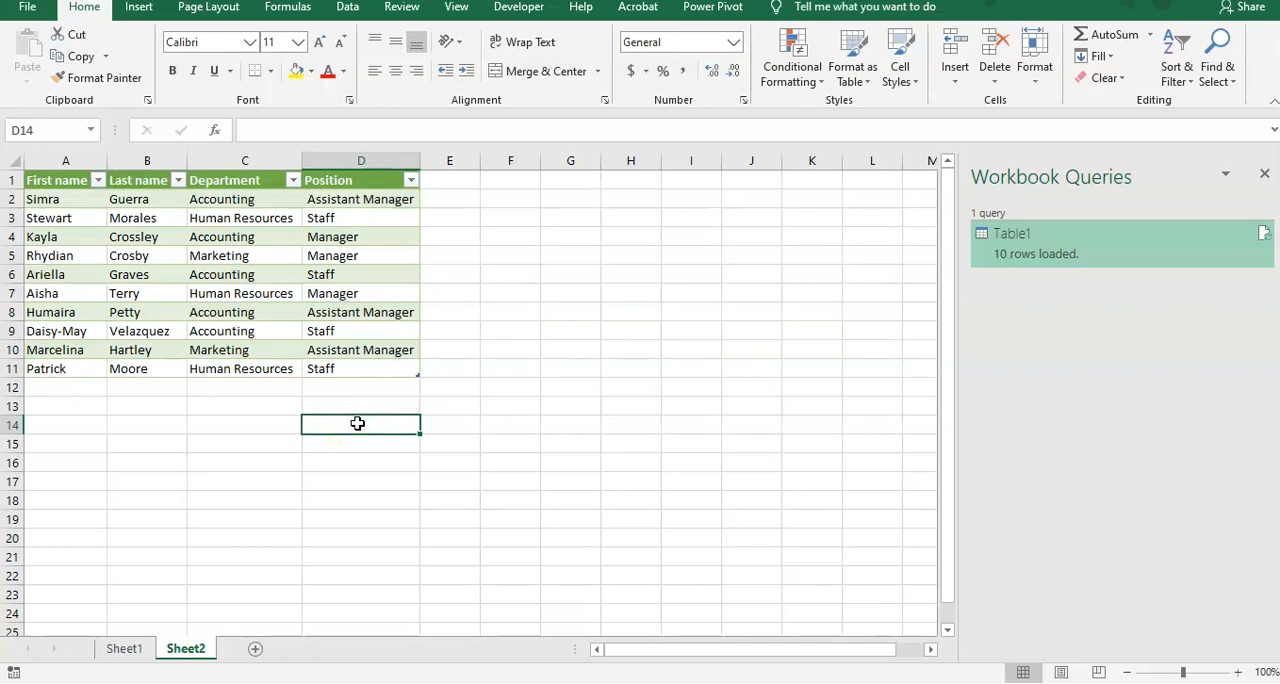 File Home Insert Page Layout Formulas Data Review View Developer Help Acrobat Power Pivot Tell me what you want to do Share
Paste Cut Copy Format Painter Clipboard
Calibri 11 A A B I U A Font
Wrap Text Merge & Center Alignment
General $ % , Number
Conditional Formatting Format as Table Cell Styles Styles
Insert Delete Format Cells
AutoSum Fill Clear Sort & Filter Find & Select Editing
D14 fx
A B C D E F G H I J K L M
1 First name Last name Department Position
2 Simra Guerra Accounting Assistant Manager
3 Stewart Morales Human Resources Staff
4 Kayla Crossley Accounting Manager
5 Rhydian Crosby Marketing Manager
6 Ariella Graves Accounting Staff
7 Aisha Terry Human Resources Manager
8 Humaira Petty Accounting Assistant Manager
9 Daisy-May Velazquez Accounting Staff
10 Marcelina Hartley Marketing Assistant Manager
11 Patrick Moore Human Resources Staff
12
13
14
15
16
17
18
19
20
21
22
23
24
25
Workbook Queries
1 query
Table1
10 rows loaded.
Sheet1 Sheet2
100%